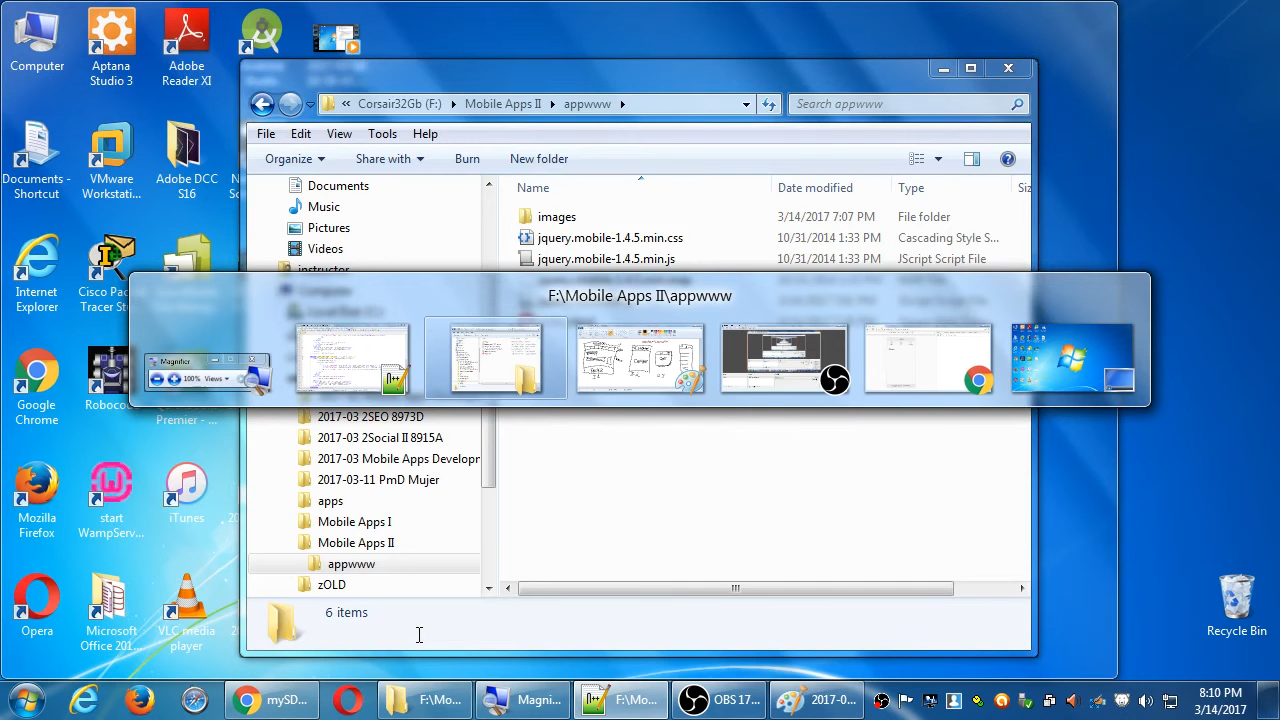 Computer
Aptana
Studio 3
Adobe
Reader XI
Documents -
Shortcut
VMware
Workstati...
Adobe DCC
S16
Internet
Explorer
Cisco Pac
Tracer St
Google
Chrome
Roboco
Premier - ...
Mozilla
Firefox
start
WampServ...
iTunes
Opera
Microsoft
Office 201...
VLC media
player
Recycle Bin
« Corsair32Gb (F:) Mobile Apps II appwww
Search appwww
File Edit View Tools Help
Organize Share with Burn New folder
Name Date modified Type Siz
Documents
Music
Pictures
Videos
instructor
images 3/14/2017 7:07 PM File folder
jquery.mobile-1.4.5.min.css 10/31/2014 1:33 PM Cascading Style S...
jquery.mobile-1.4.5.min.js 10/31/2014 1:33 PM JScript Script File
F:\Mobile Apps II\appwww
Magnifier
100% Views
2017-03 2SEO 8973D
2017-03 2Social II 8915A
2017-03 Mobile Apps Developr
2017-03-11 PmD Mujer
apps
Mobile Apps I
Mobile Apps II
appwww
zOLD
6 items
mySD...
F:\Mo...
Magni...
F:\Mo...
OBS 17...
2017-0...
8:10 PM
3/14/2017